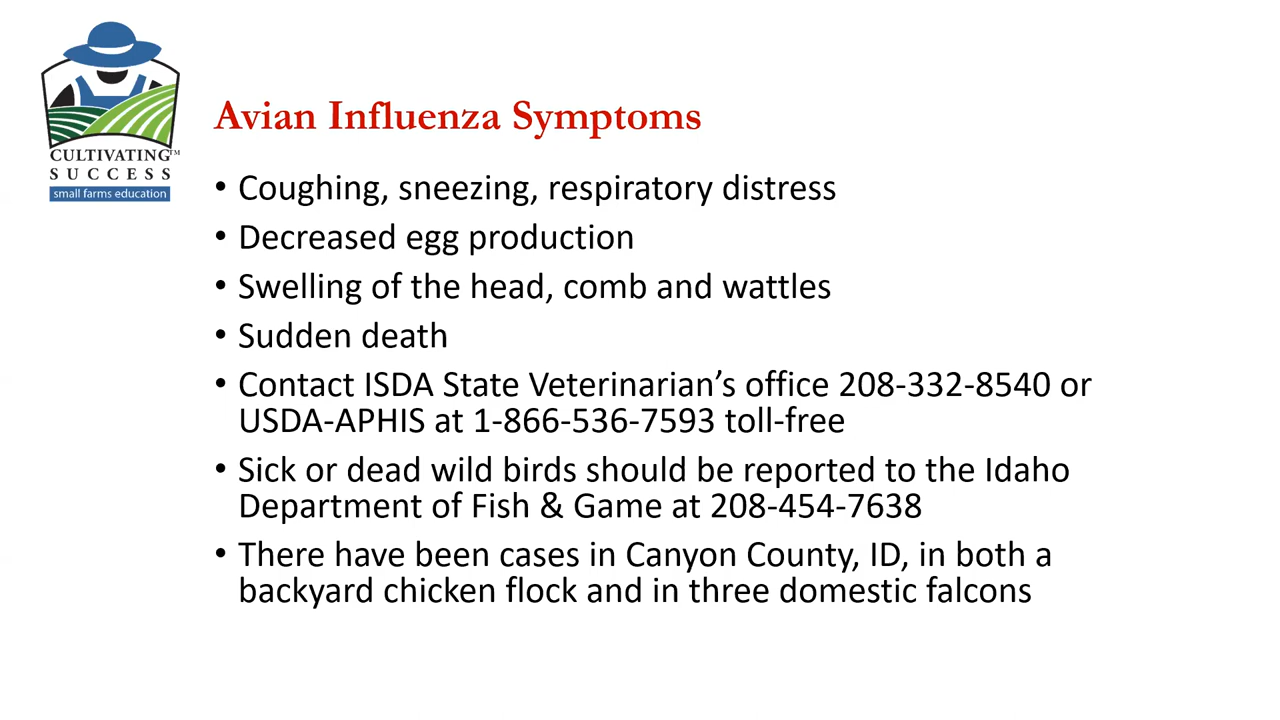 CULTIVATING™
SUCCESS
small farms education
Avian Influenza Symptoms
• Coughing, sneezing, respiratory distress
• Decreased egg production
• Swelling of the head, comb and wattles
• Sudden death
• Contact ISDA State Veterinarian’s office 208-332-8540 or
USDA-APHIS at 1-866-536-7593 toll-free
• Sick or dead wild birds should be reported to the Idaho
Department of Fish & Game at 208-454-7638
• There have been cases in Canyon County, ID, in both a
backyard chicken flock and in three domestic falcons